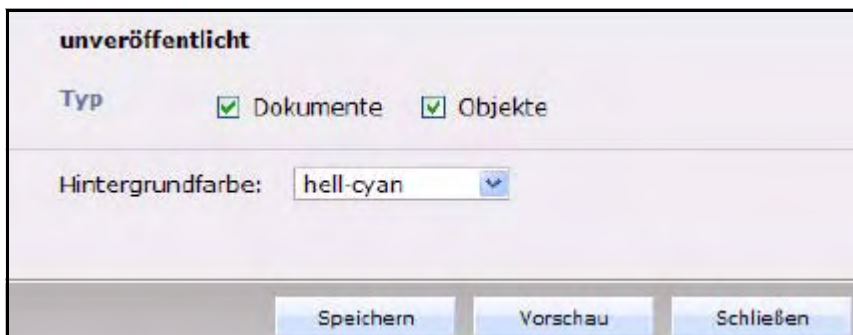 unveröffentlicht
Typ Dokumente Objekte
Hintergrundfarbe: hell-cyan
Speichern Vorschau Schließen